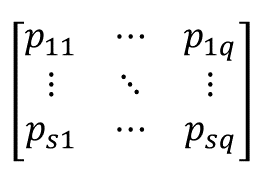 [p₁₁ ⋯ p₁q
⋮ ⋱ ⋮
pₛ₁ ⋯ pₛq]